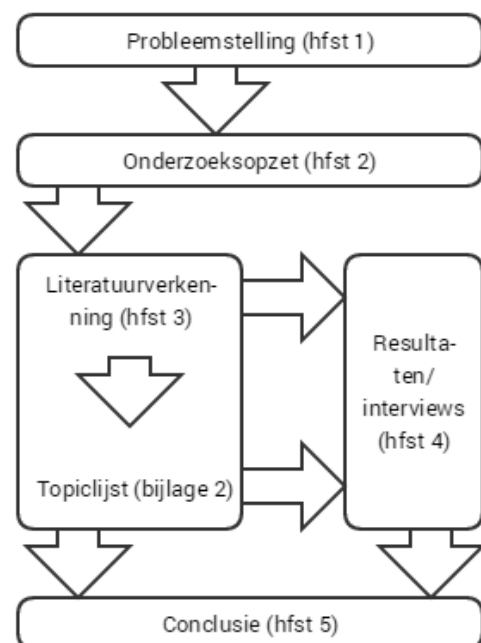 Probleemstelling (hfst 1)
Onderzoeksopzet (hfst 2)
Literatuurverken-
ning (hfst 3)
Topiclijst (bijlage 2)
Resulta-
ten/
interviews
(hfst 4)
Conclusie (hfst 5)